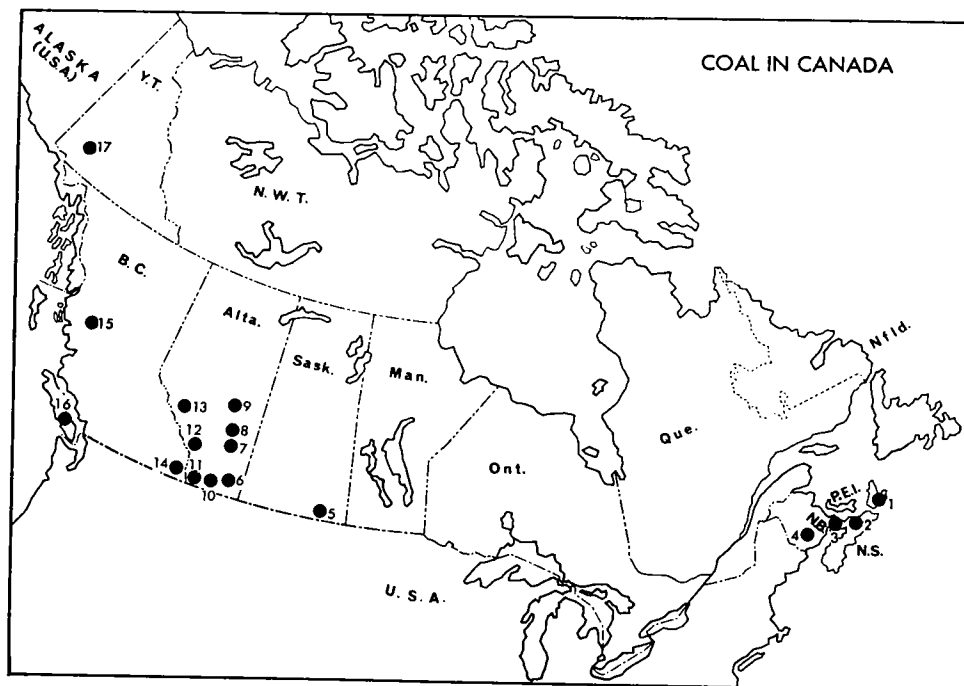 COAL IN CANADA
ALASKA
(U.S.A.)
Y.T.
17
N.W.T.
B.C.
15
Alta.
Sask.
Man.
Nfld.
Que.
Ont.
16
13
9
8
12
7
14
11
10
6
5
P.E.I.
1
N.B.
4
3
2
N.S.
U.S.A.